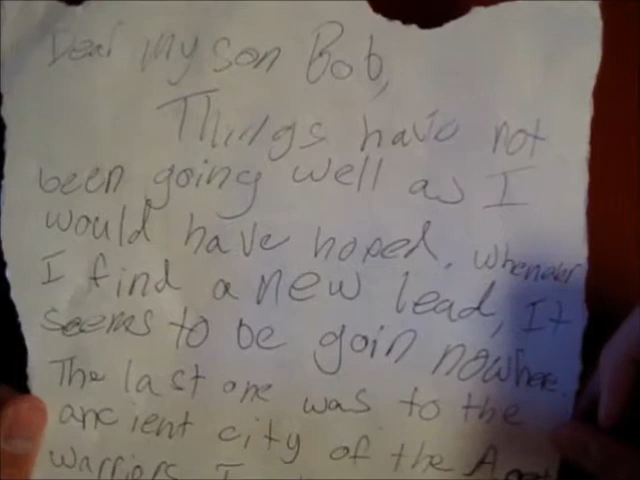 Dear My son Bob,
Things have not
been going well as I
would have hoped. Whenever
I find a new lead, It
seems to be goin nowhere.
The last one was to the
ancient city of the
warriors. I